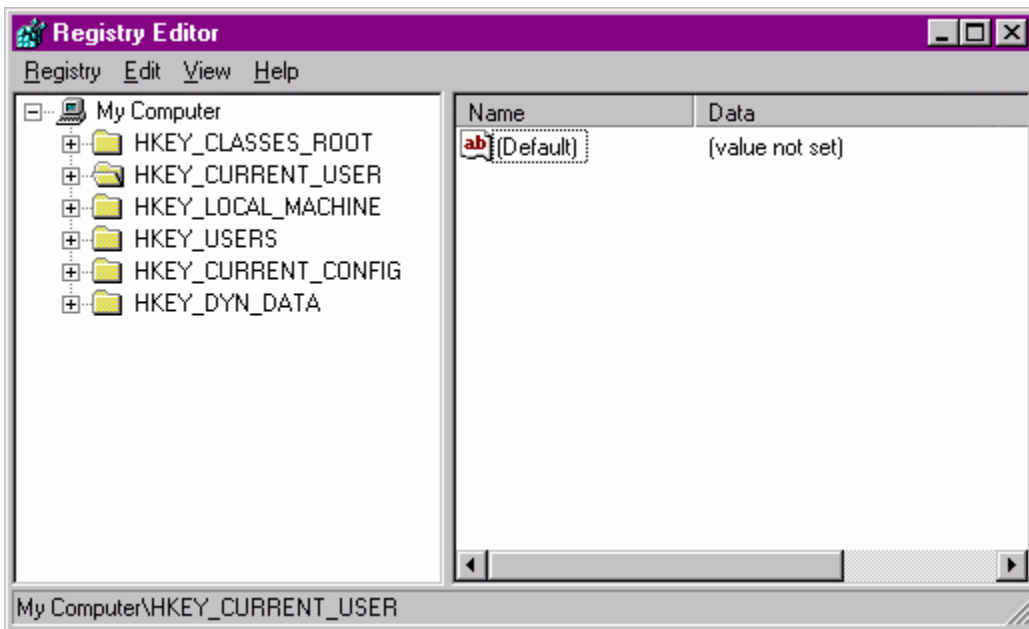 Registry Editor
Registry Edit View Help
My Computer
HKEY_CLASSES_ROOT
HKEY_CURRENT_USER
HKEY_LOCAL_MACHINE
HKEY_USERS
HKEY_CURRENT_CONFIG
HKEY_DYN_DATA
Name Data
ab (Default) (value not set)
My Computer\HKEY_CURRENT_USER